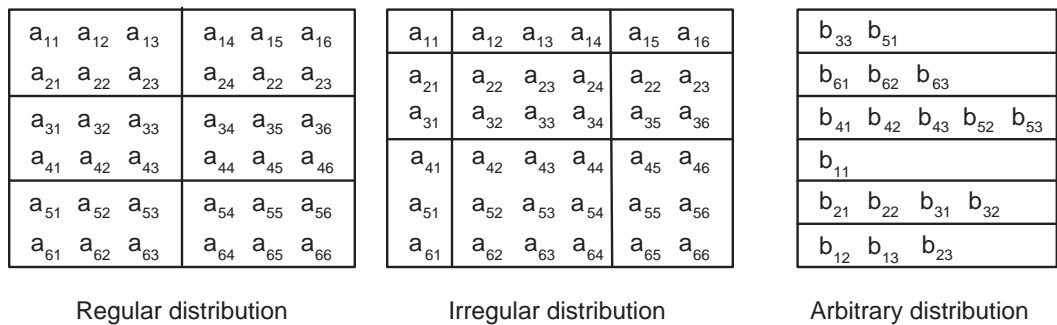 a11 a12 a13 a14 a15 a16
a21 a22 a23 a24 a22 a23
a31 a32 a33 a34 a35 a36
a41 a42 a43 a44 a45 a46
a51 a52 a53 a54 a55 a56
a61 a62 a63 a64 a65 a66
Regular distribution
a11 a12 a13 a14 a15 a16
a21 a22 a23 a24 a22 a23
a31 a32 a33 a34 a35 a36
a41 a42 a43 a44 a45 a46
a51 a52 a53 a54 a55 a56
a61 a62 a63 a64 a65 a66
Irregular distribution
b33 b51
b61 b62 b63
b41 b42 b43 b52 b53
b11
b21 b22 b31 b32
b12 b13 b23
Arbitrary distribution